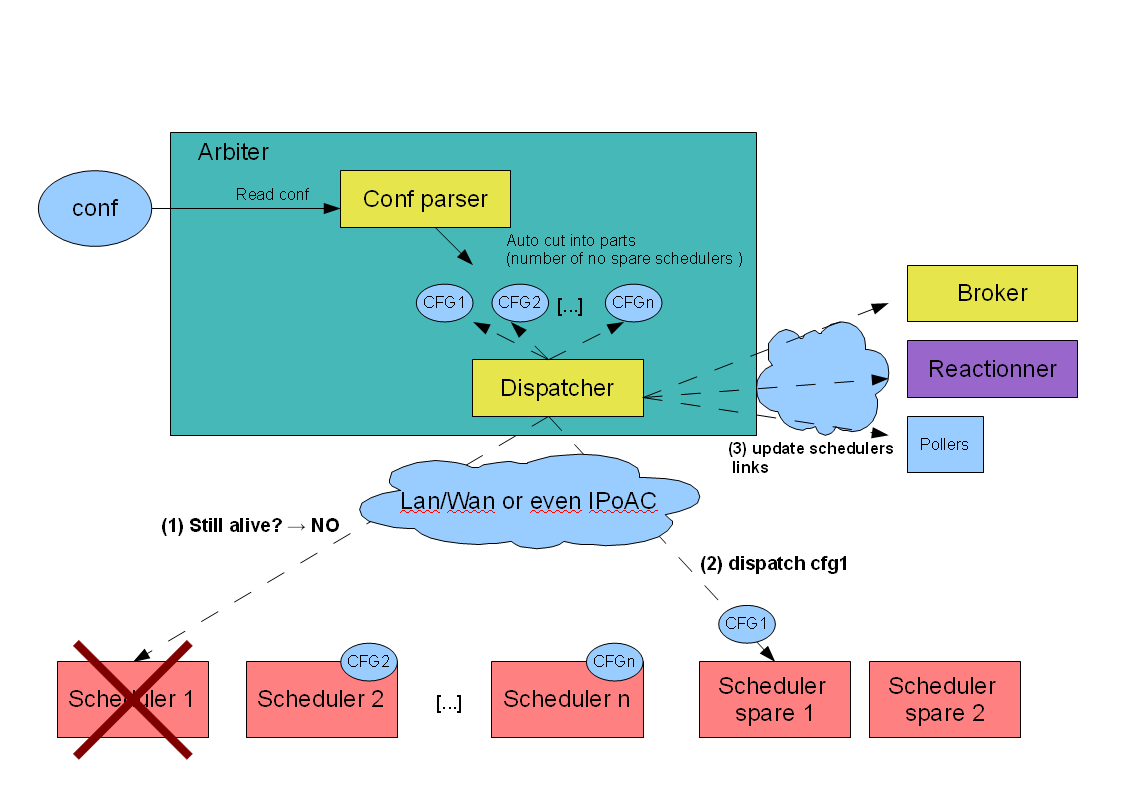 Arbiter
conf
Read conf
Conf parser
Auto cut into parts
(number of no spare schedulers )
CFG1
CFG2
[...]
CFGn
Broker
Reactionner
Dispatcher
Pollers
(3) update schedulers
links
Lan/Wan or even IPoAC
(1) Still alive? → NO
(2) dispatch cfg1
CFG1
CFG2
CFGn
Scheduler 1
Scheduler 2
[...]
Scheduler n
Scheduler
spare 1
Scheduler
spare 2